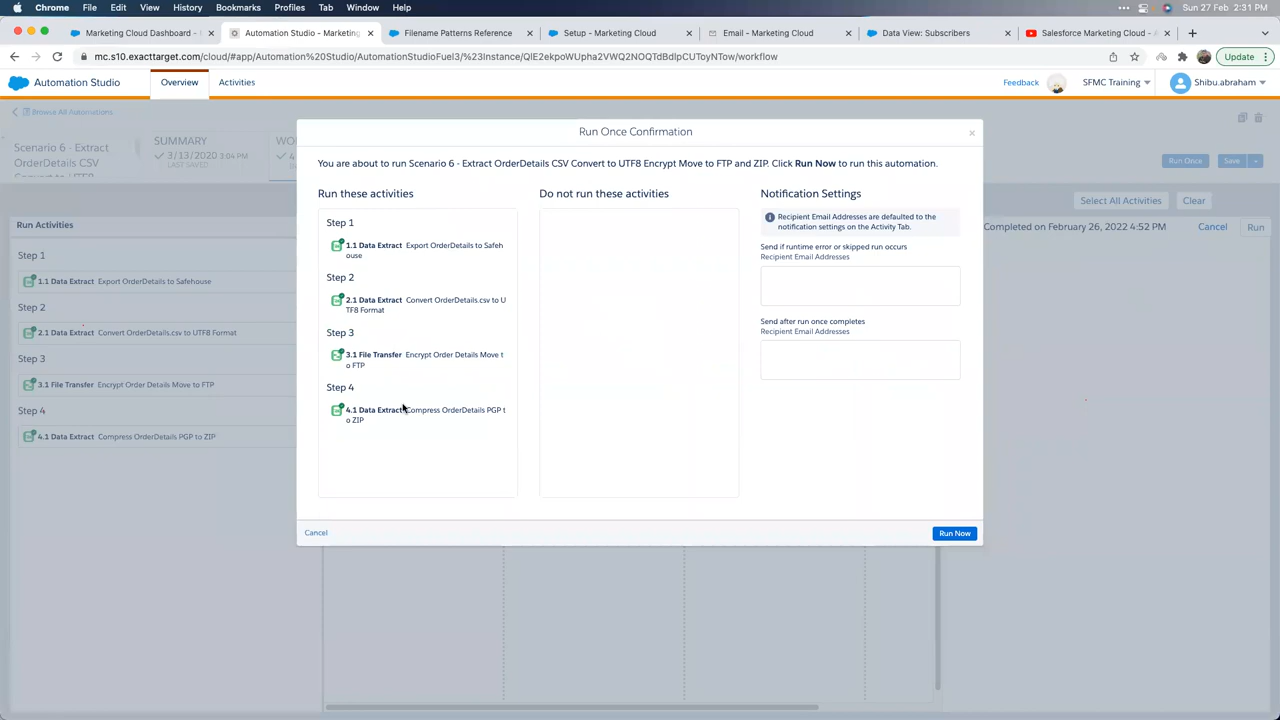 Chrome File Edit View History Bookmarks Profiles Tab Window Help
Sun 27 Feb 2:31 PM
Marketing Cloud Dashboard -
Automation Studio - Marketing
Filename Patterns Reference
Setup - Marketing Cloud
Email - Marketing Cloud
Data View: Subscribers
Salesforce Marketing Cloud -
mc.s10.exacttarget.com/cloud/#app/Automation%20Studio/AutomationStudioFuel3/%23Instance/QlE2ekpoWUpha2VWQ2NOQTdBdlpCUToyNTow/workflow
Update
Automation Studio
Overview
Activities
Feedback
SFMC Training
Shibu.abraham
Browse All Automations
Scenario 6 - Extract
OrderDetails CSV
Convert to UTF8
SUMMARY
3/13/2020 3:04 PM
LAST SAVED
Run Once
Save
Select All Activities
Clear
Completed on February 26, 2022 4:52 PM
Cancel
Run
Run Activities
Step 1
1.1 Data Extract Export OrderDetails to Safehouse
Step 2
2.1 Data Extract Convert OrderDetails.csv to UTF8 Format
Step 3
3.1 File Transfer Encrypt Order Details Move to FTP
Step 4
4.1 Data Extract Compress OrderDetails PGP to ZIP
Run Once Confirmation
You are about to run Scenario 6 - Extract OrderDetails CSV Convert to UTF8 Encrypt Move to FTP and ZIP. Click Run Now to run this automation.
Run these activities
Step 1
1.1 Data Extract Export OrderDetails to Safeh
ouse
Step 2
2.1 Data Extract Convert OrderDetails.csv to U
TF8 Format
Step 3
3.1 File Transfer Encrypt Order Details Move t
o FTP
Step 4
4.1 Data Extract Compress OrderDetails PGP t
o ZIP
Do not run these activities
Notification Settings
Recipient Email Addresses are defaulted to the
notification settings on the Activity Tab.
Send if runtime error or skipped run occurs
Recipient Email Addresses
Send after run once completes
Recipient Email Addresses
Cancel
Run Now